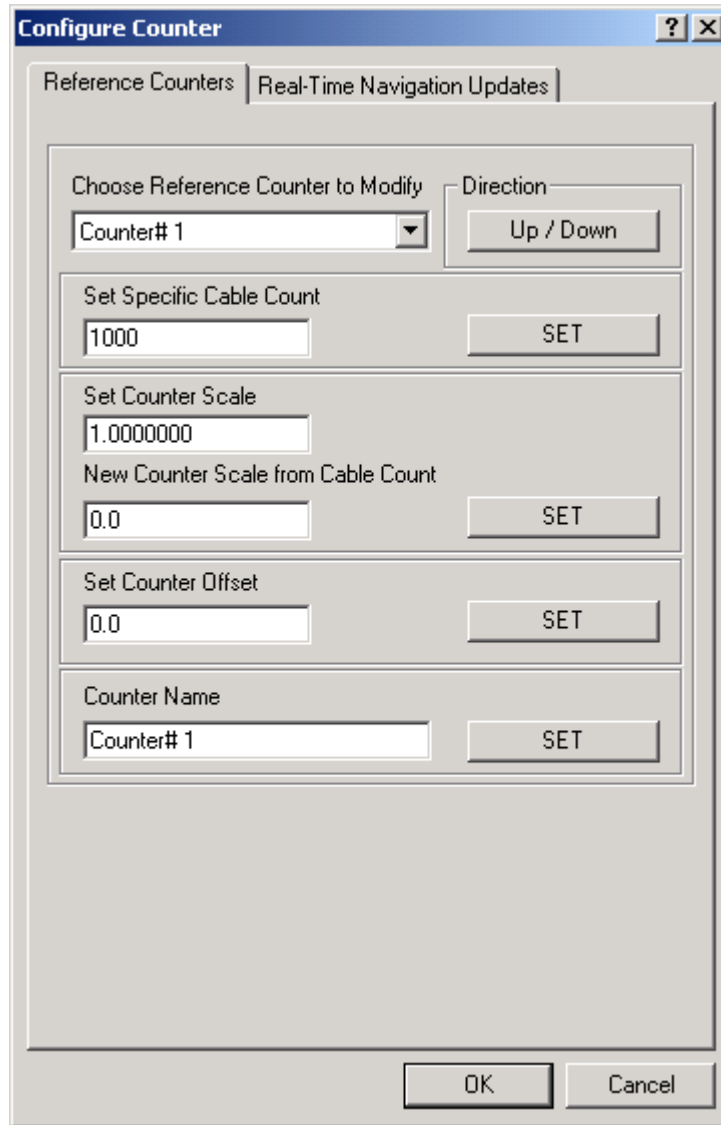 Configure Counter
Reference Counters
Real-Time Navigation Updates
Choose Reference Counter to Modify
Direction
Counter# 1
Up / Down
Set Specific Cable Count
1000
SET
Set Counter Scale
1.0000000
New Counter Scale from Cable Count
0.0
SET
Set Counter Offset
0.0
SET
Counter Name
Counter# 1
SET
OK
Cancel